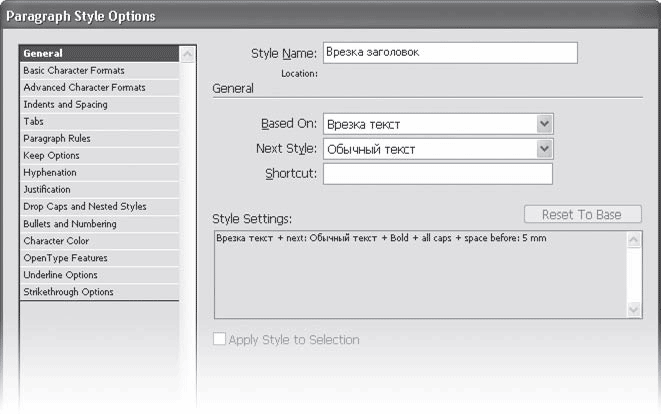 Paragraph Style Options
General
Basic Character Formats
Advanced Character Formats
Indents and Spacing
Tabs
Paragraph Rules
Keep Options
Hyphenation
Justification
Drop Caps and Nested Styles
Bullets and Numbering
Character Color
OpenType Features
Underline Options
Strikethrough Options
Style Name: Врезка заголовок
Location:
General
Based On: Врезка текст
Next Style: Обычный текст
Shortcut:
Style Settings: Reset To Base
Врезка текст + next: Обычный текст + Bold + all caps + space before: 5 mm
Apply Style to Selection